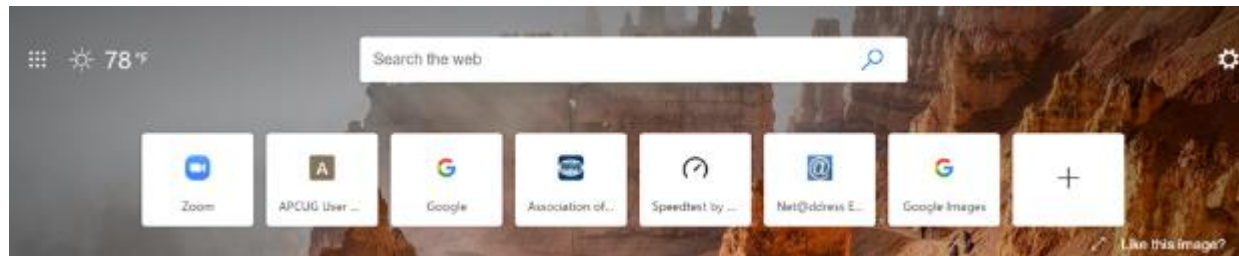 78 °F
Search the web
Zoom
A
APCUG User ...
Google
Association of...
Speedtest by ...
Net@ddress E...
Google Images
Like this image?